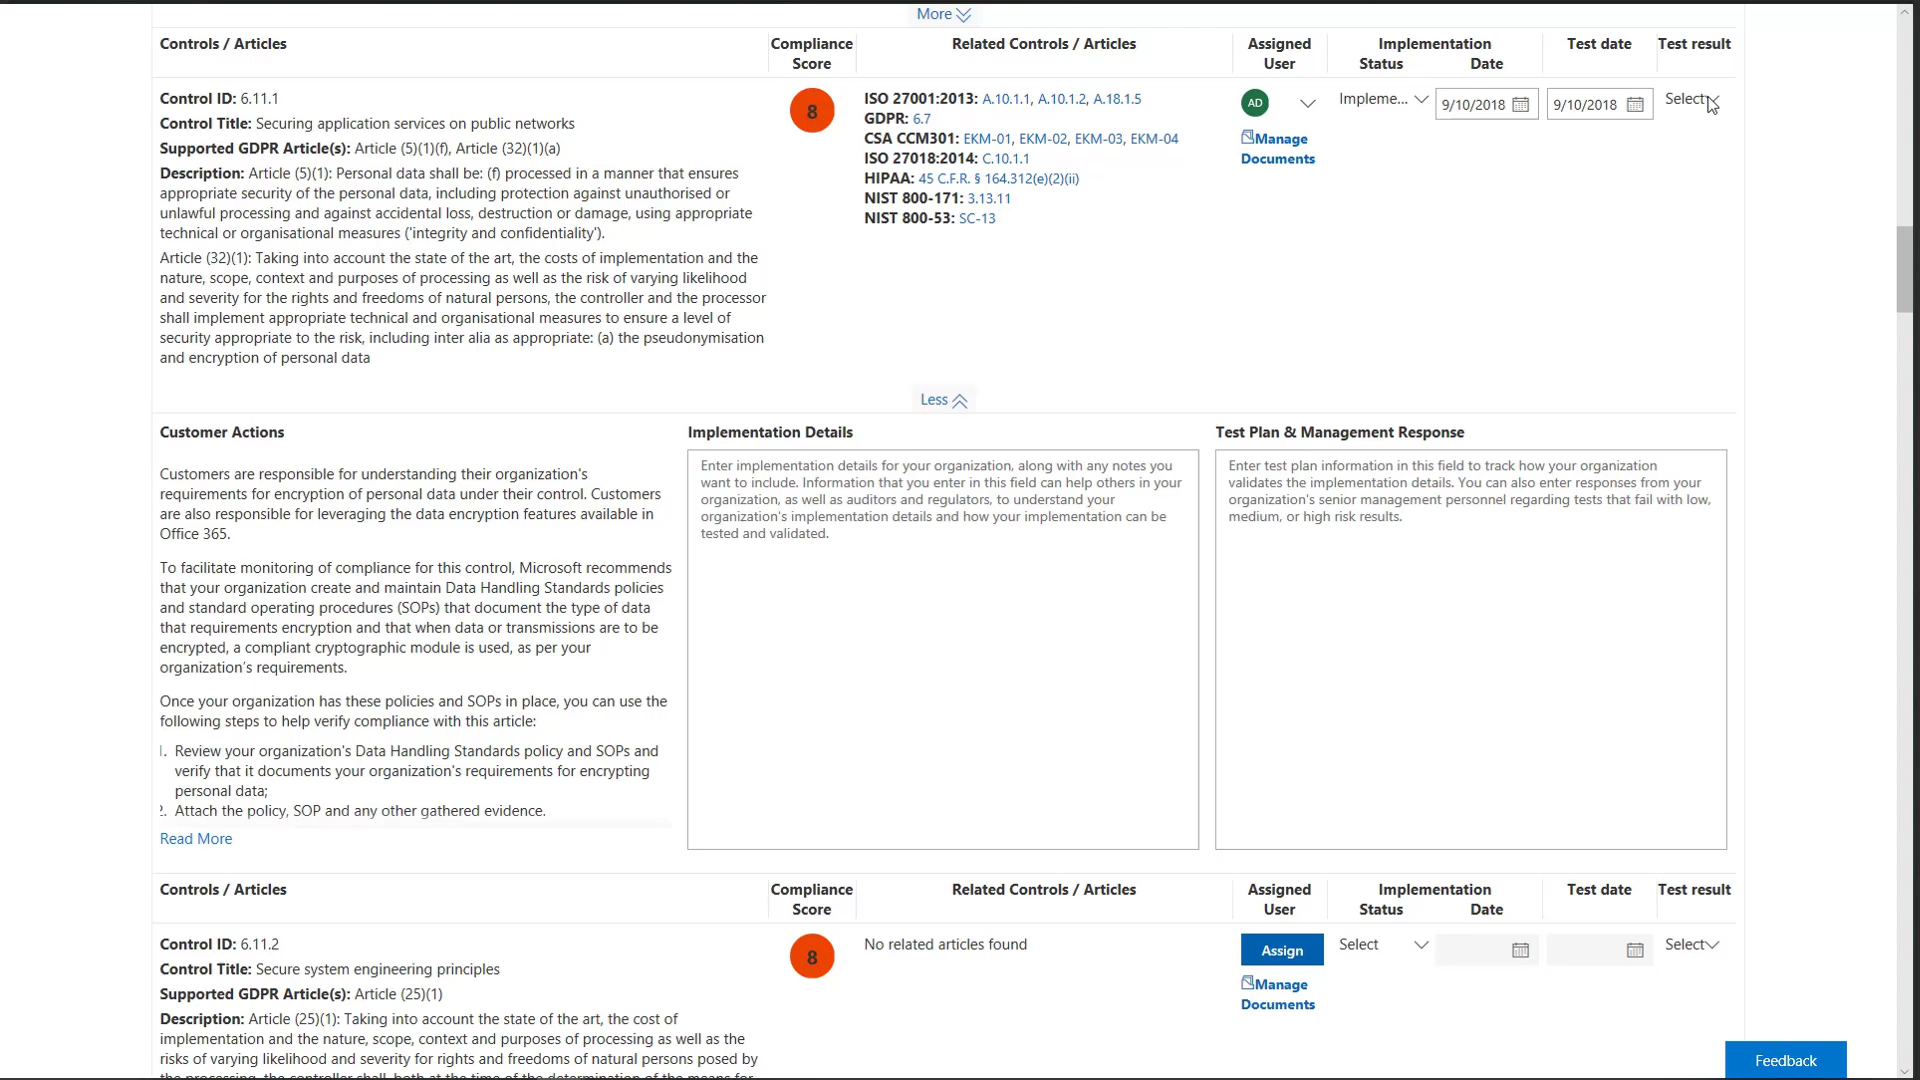 More
Controls / Articles
Compliance
Score
Related Controls / Articles
Assigned
User
Implementation
Status Date
Test date
Test result
Control ID: 6.11.1
Control Title: Securing application services on public networks
Supported GDPR Article(s): Article (5)(1)(f), Article (32)(1)(a)
Description: Article (5)(1): Personal data shall be: (f) processed in a manner that ensures
appropriate security of the personal data, including protection against unauthorised or
unlawful processing and against accidental loss, destruction or damage, using appropriate
technical or organisational measures ('integrity and confidentiality').
Article (32)(1): Taking into account the state of the art, the costs of implementation and the
nature, scope, context and purposes of processing as well as the risk of varying likelihood
and severity for the rights and freedoms of natural persons, the controller and the processor
shall implement appropriate technical and organisational measures to ensure a level of
security appropriate to the risk, including inter alia as appropriate: (a) the pseudonymisation
and encryption of personal data
8
ISO 27001:2013: A.10.1.1, A.10.1.2, A.18.1.5
GDPR: 6.7
CSA CCM301: EKM-01, EKM-02, EKM-03, EKM-04
ISO 27018:2014: C.10.1.1
HIPAA: 45 C.F.R. § 164.312(e)(2)(ii)
NIST 800-171: 3.13.11
NIST 800-53: SC-13
AD
Manage
Documents
Impleme...
9/10/2018
9/10/2018
Select
Less
Customer Actions
Customers are responsible for understanding their organization's
requirements for encryption of personal data under their control. Customers
are also responsible for leveraging the data encryption features available in
Office 365.
To facilitate monitoring of compliance for this control, Microsoft recommends
that your organization create and maintain Data Handling Standards policies
and standard operating procedures (SOPs) that document the type of data
that requirements encryption and that when data or transmissions are to be
encrypted, a compliant cryptographic module is used, as per your
organization's requirements.
Once your organization has these policies and SOPs in place, you can use the
following steps to help verify compliance with this article:
1. Review your organization's Data Handling Standards policy and SOPs and
verify that it documents your organization's requirements for encrypting
personal data;
2. Attach the policy, SOP and any other gathered evidence.
Read More
Implementation Details
Enter implementation details for your organization, along with any notes you
want to include. Information that you enter in this field can help others in your
organization, as well as auditors and regulators, to understand your
organization's implementation details and how your implementation can be
tested and validated.
Test Plan & Management Response
Enter test plan information in this field to track how your organization
validates the implementation details. You can also enter responses from your
organization's senior management personnel regarding tests that fail with low,
medium, or high risk results.
Controls / Articles
Compliance
Score
Related Controls / Articles
Assigned
User
Implementation
Status Date
Test date
Test result
Control ID: 6.11.2
Control Title: Secure system engineering principles
Supported GDPR Article(s): Article (25)(1)
Description: Article (25)(1): Taking into account the state of the art, the cost of
implementation and the nature, scope, context and purposes of processing as well as the
risks of varying likelihood and severity for rights and freedoms of natural persons posed by
the processing, the controller shall, both at the time of the determination of the means for
8
No related articles found
Assign
Manage
Documents
Select
Select
Feedback